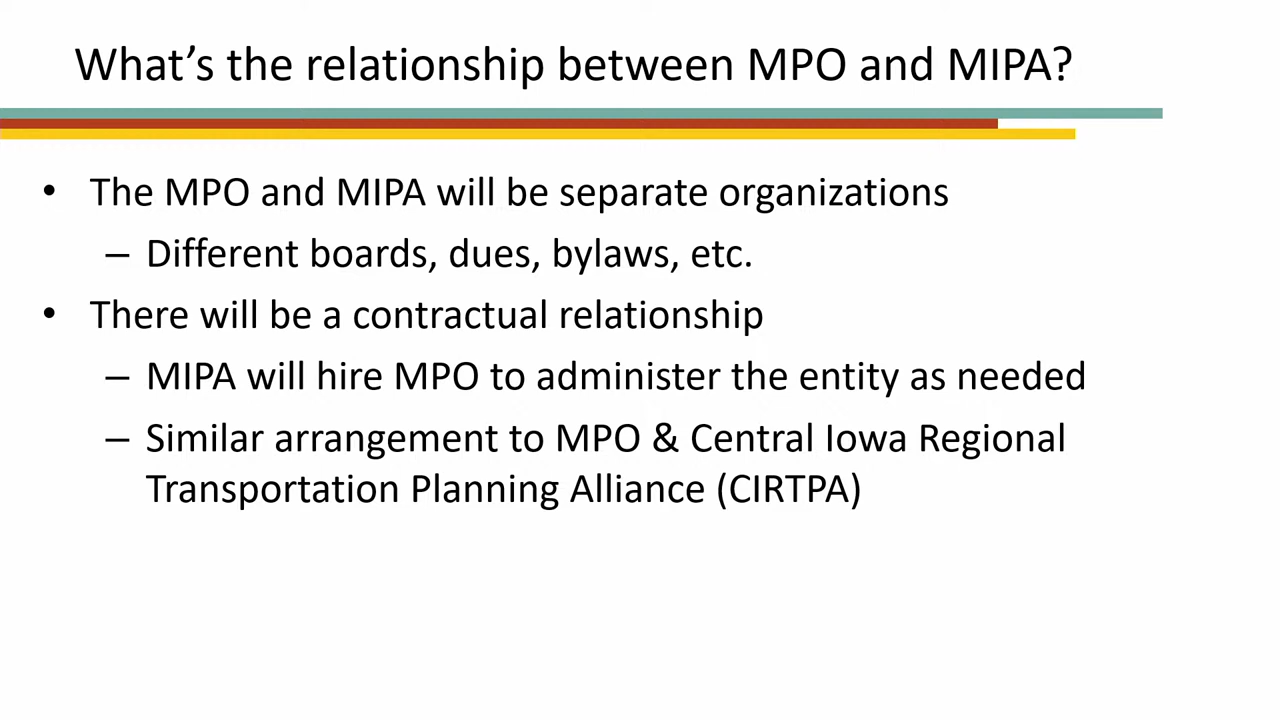 What's the relationship between MPO and MIPA?
• The MPO and MIPA will be separate organizations
– Different boards, dues, bylaws, etc.
• There will be a contractual relationship
– MIPA will hire MPO to administer the entity as needed
– Similar arrangement to MPO & Central Iowa Regional
Transportation Planning Alliance (CIRTPA)